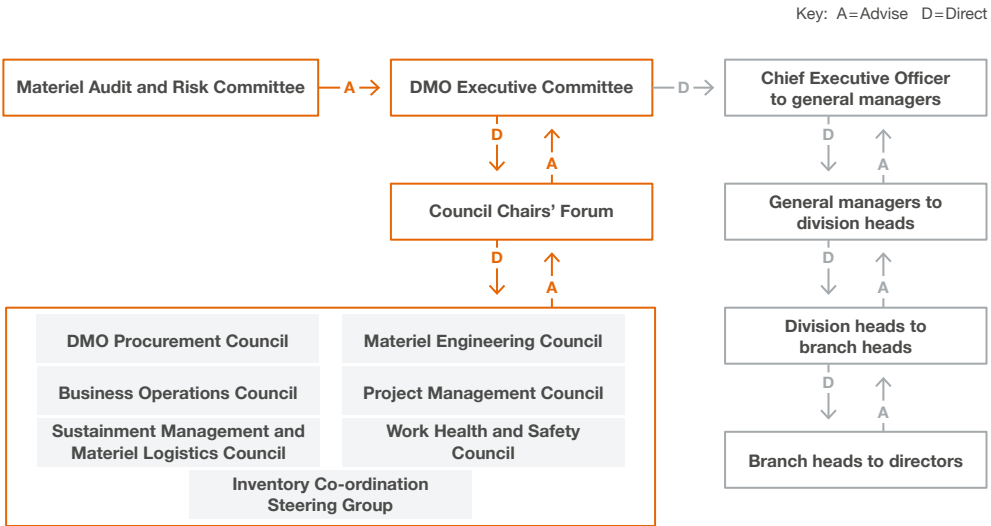 Key: A=Advise D=Direct
Materiel Audit and Risk Committee
A
DMO Executive Committee
D
Chief Executive Officer
to general managers
D
A
D
A
Council Chairs’ Forum
General managers to
division heads
D
A
D
A
DMO Procurement Council
Materiel Engineering Council
Division heads to
branch heads
Business Operations Council
Project Management Council
D
A
Sustainment Management and
Materiel Logistics Council
Work Health and Safety
Council
Branch heads to directors
Inventory Co-ordination
Steering Group